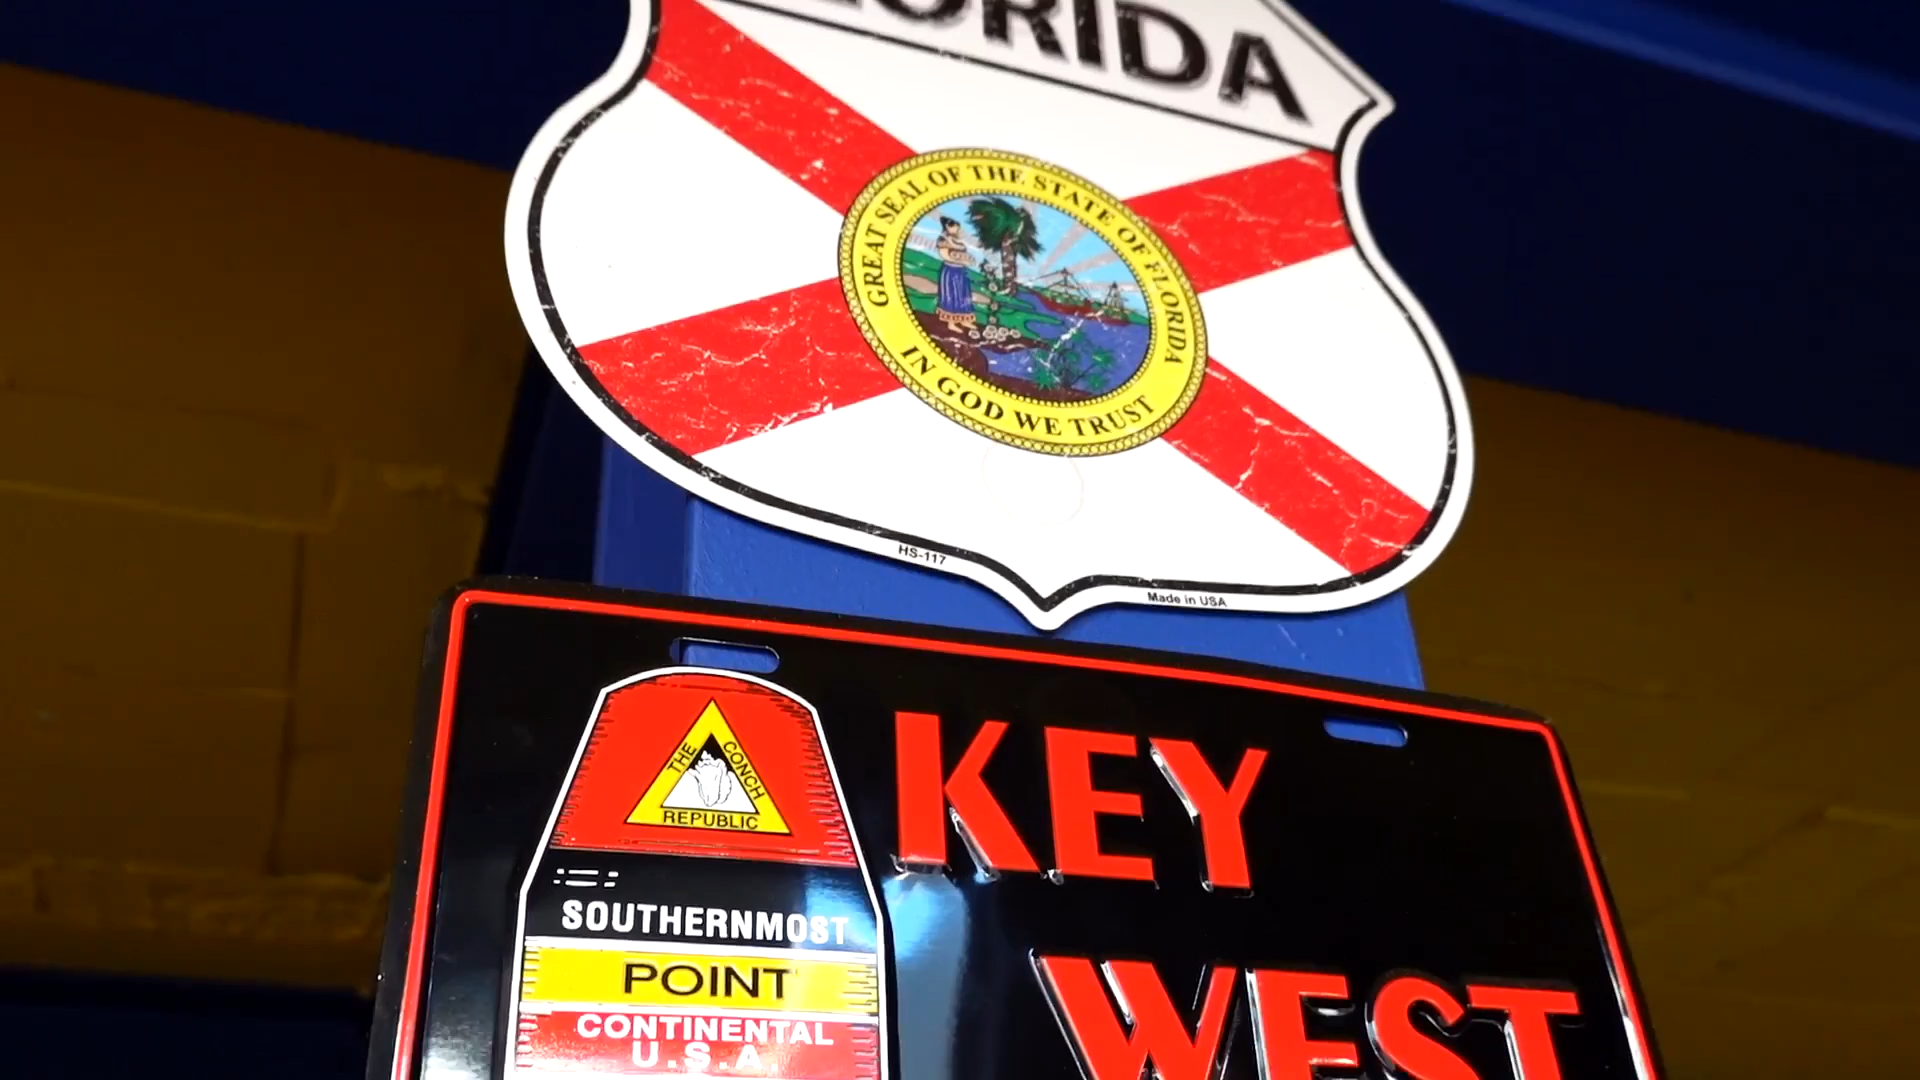 FLORIDA
GREAT SEAL OF THE STATE OF FLORIDA
IN GOD WE TRUST
HS-117
Made in USA
THE CONCH
REPUBLIC
SOUTHERNMOST
POINT
CONTINENTAL
U.S.A.
KEY
WEST